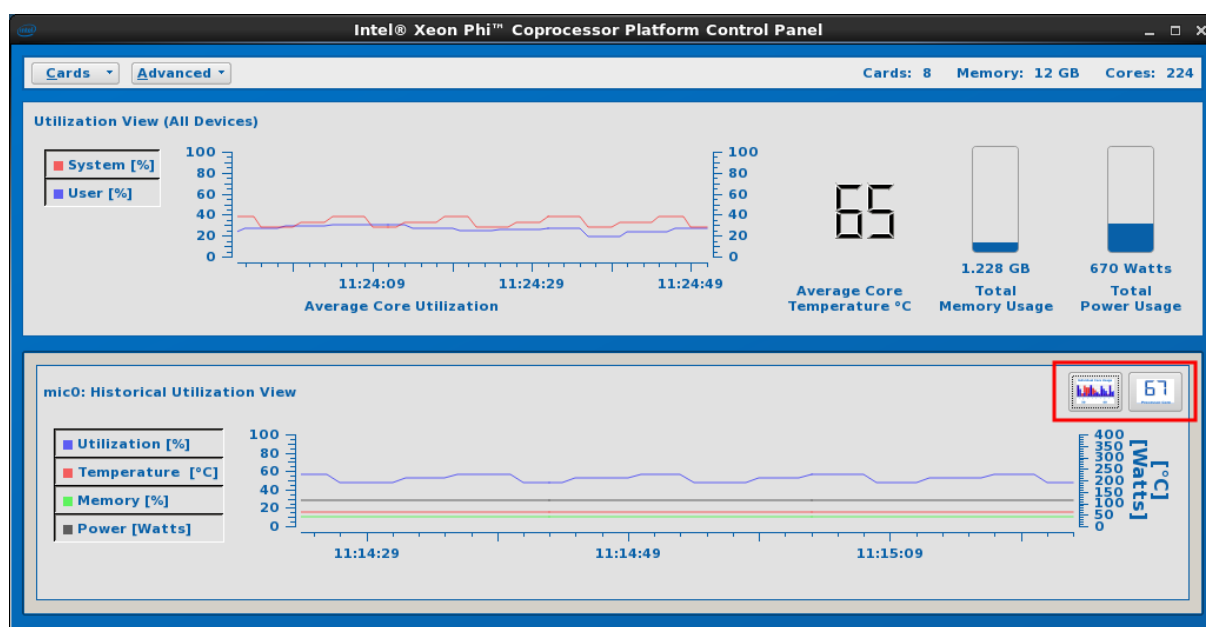 Intel® Xeon Phi™ Coprocessor Platform Control Panel
Cards Advanced Cards: 8 Memory: 12 GB Cores: 224
Utilization View (All Devices)
System [%]
User [%]
100
80
60
40
20
0
100
80
60
40
20
0
11:24:09 11:24:29 11:24:49
Average Core Utilization
65
Average Core
Temperature °C
1.228 GB
Total
Memory Usage
670 Watts
Total
Power Usage
mic0: Historical Utilization View
67
Utilization [%]
Temperature [°C]
Memory [%]
Power [Watts]
100
80
60
40
20
0
400
350
300
250
200
150
100
50
0
[°C]
[Watts]
11:14:29 11:14:49 11:15:09